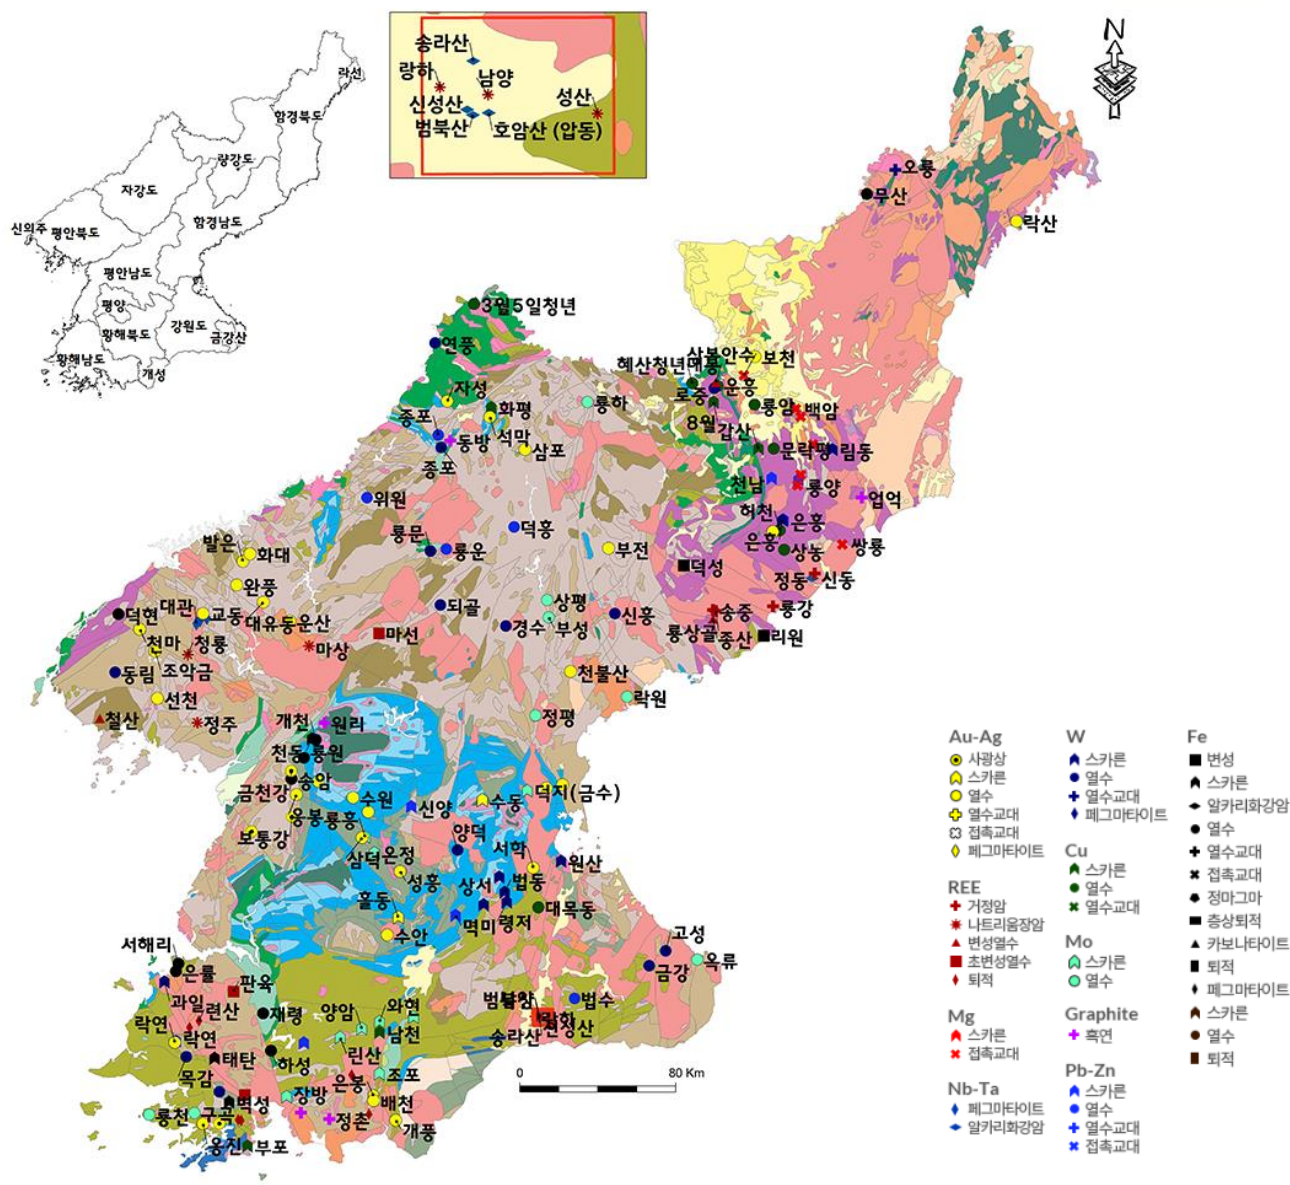 라선
함경북도
량강도
자강도
함경남도
신의주
평안북도
평안남도
평양
강원도
금강산
황해북도
황해남도
개성
송라산
랑하
남양
신성산
성산
범북산
호암산 (압동)
N
오룡
무산
락산
3월5일청년
연풍
보천
혜산청년
운흥
로중
자성
룡하
룡암
백암
종포
화평
8월
갑산
동방
석막
삼포
문락평
림동
종포
천남
룡양
업억
위원
허천
은흥
룡문
덕흥
은흥
발은
화대
룡운
부전
상농
쌍룡
덕성
정동
신동
완풍
대관
덕현
교동
대유동
운산
되골
상평
신흥
송중
룡강
경수
부성
룡상골
종산
리원
천마
청룡
마상
마선
동림
조악금
천불산
선천
락원
철산
정주
개천
원리
정평
천동
룡원
송암
금천강
수원
신양
수동
덕지(금수)
옹봉
룡흥
보통강
양덕
삼덕
온정
서학
원산
성흥
상서
법동
홀동
대목동
멱미
령저
수안
고성
서해리
은률
금강
옥류
판육
과일
련산
재령
양암
와현
법수
락연
남천
송라산
신성산
락연
태탄
하성
린산
목감
은봉
조포
장방
벽성
배천
룡천
구곡
정촌
개풍
옹진
부포
0
80 Km
Au-Ag
사광상
스카른
열수
열수교대
접촉교대
페그마타이트
REE
거정암
나트리움장암
변성열수
초변성열수
퇴적
Mg
스카른
접촉교대
Nb-Ta
페그마타이트
알카리화강암
W
스카른
열수
열수교대
페그마타이트
Cu
스카른
열수
열수교대
Mo
스카른
열수
Graphite
흑연
Pb-Zn
스카른
열수
열수교대
접촉교대
Fe
변성
스카른
알카리화강암
열수
열수교대
접촉교대
정마그마
층상퇴적
카보나타이트
퇴적
페그마타이트
스카른
열수
퇴적